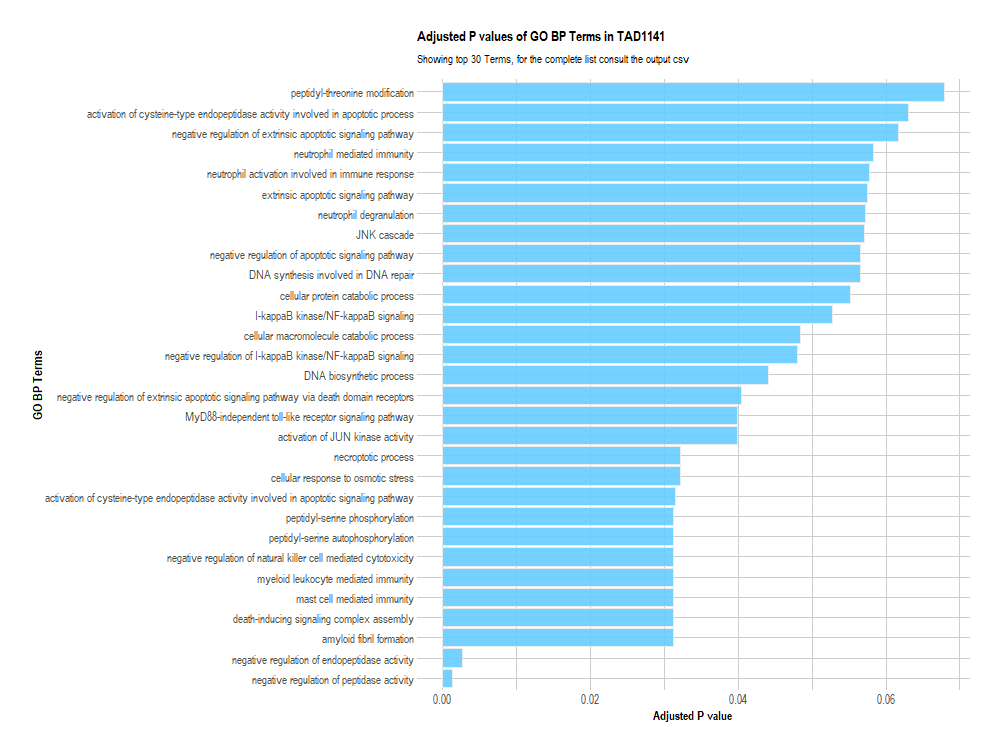 Adjusted P values of GO BP Terms in TAD1141
Showing top 30 Terms, for the complete list consult the output csv
GO BP Terms
peptidyl-threonine modification
activation of cysteine-type endopeptidase activity involved in apoptotic process
negative regulation of extrinsic apoptotic signaling pathway
neutrophil mediated immunity
neutrophil activation involved in immune response
extrinsic apoptotic signaling pathway
neutrophil degranulation
JNK cascade
negative regulation of apoptotic signaling pathway
DNA synthesis involved in DNA repair
cellular protein catabolic process
I-kappaB kinase/NF-kappaB signaling
cellular macromolecule catabolic process
negative regulation of I-kappaB kinase/NF-kappaB signaling
DNA biosynthetic process
negative regulation of extrinsic apoptotic signaling pathway via death domain receptors
MyD88-independent toll-like receptor signaling pathway
activation of JUN kinase activity
necroptotic process
cellular response to osmotic stress
activation of cysteine-type endopeptidase activity involved in apoptotic signaling pathway
peptidyl-serine phosphorylation
peptidyl-serine autophosphorylation
negative regulation of natural killer cell mediated cytotoxicity
myeloid leukocyte mediated immunity
mast cell mediated immunity
death-inducing signaling complex assembly
amyloid fibril formation
negative regulation of endopeptidase activity
negative regulation of peptidase activity
0.00 0.02 0.04 0.06
Adjusted P value